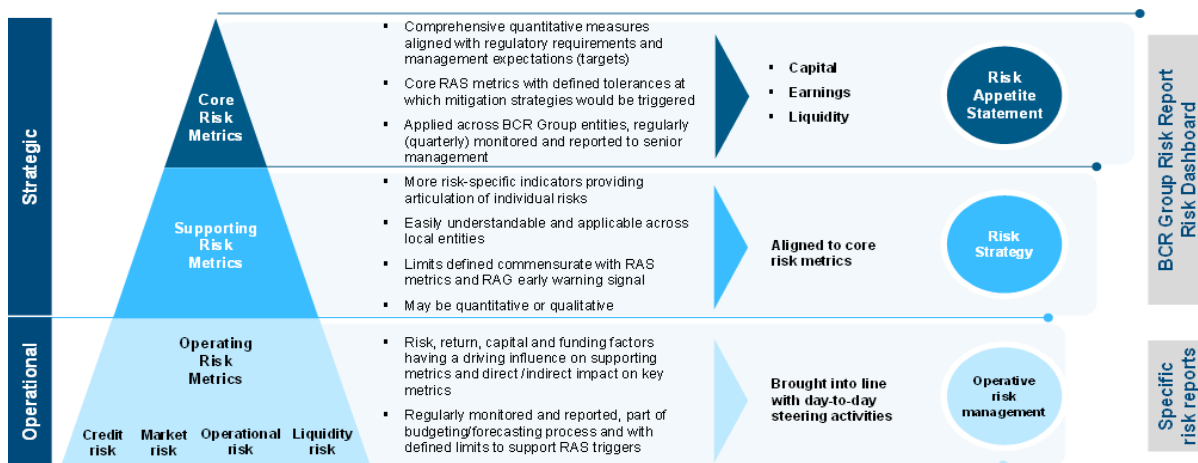 Strategic
Core
Risk
Metrics
▪ Comprehensive quantitative measures
aligned with regulatory requirements and
management expectations (targets)
▪ Core RAS metrics with defined tolerances at
which mitigation strategies would be triggered
▪ Applied across BCR Group entities, regularly
(quarterly) monitored and reported to senior
management
▪ Capital
▪ Earnings
▪ Liquidity
Risk
Appetite
Statement
Supporting
Risk
Metrics
▪ More risk-specific indicators providing
articulation of individual risks
▪ Easily understandable and applicable across
local entities
▪ Limits defined commensurate with RAS
metrics and RAG early warning signal
▪ May be quantitative or qualitative
Aligned to core
risk metrics
Risk
Strategy
BCR Group Risk Report
Risk Dashboard
Operational
Operating
Risk
Metrics
Credit
risk
Market
risk
Operational
risk
Liquidity
risk
▪ Risk, return, capital and funding factors
having a driving influence on supporting
metrics and direct /indirect impact on key
metrics
▪ Regularly monitored and reported, part of
budgeting/forecasting process and with
defined limits to support RAS triggers
Brought into line
with day-to-day
steering activities
Operative
risk
management
Specific
risk reports